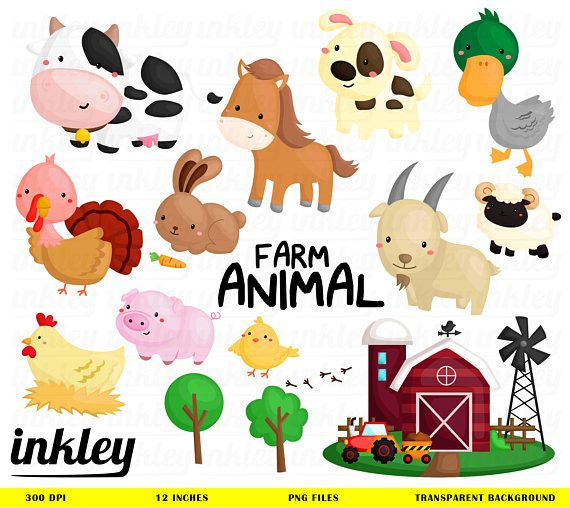 FARM
ANIMAL
inkley
300 DPI 12 INCHES PNG FILES TRANSPARENT BACKGROUND